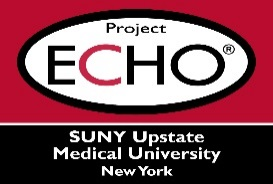 Project
ECHO®
SUNY Upstate
Medical University
New York